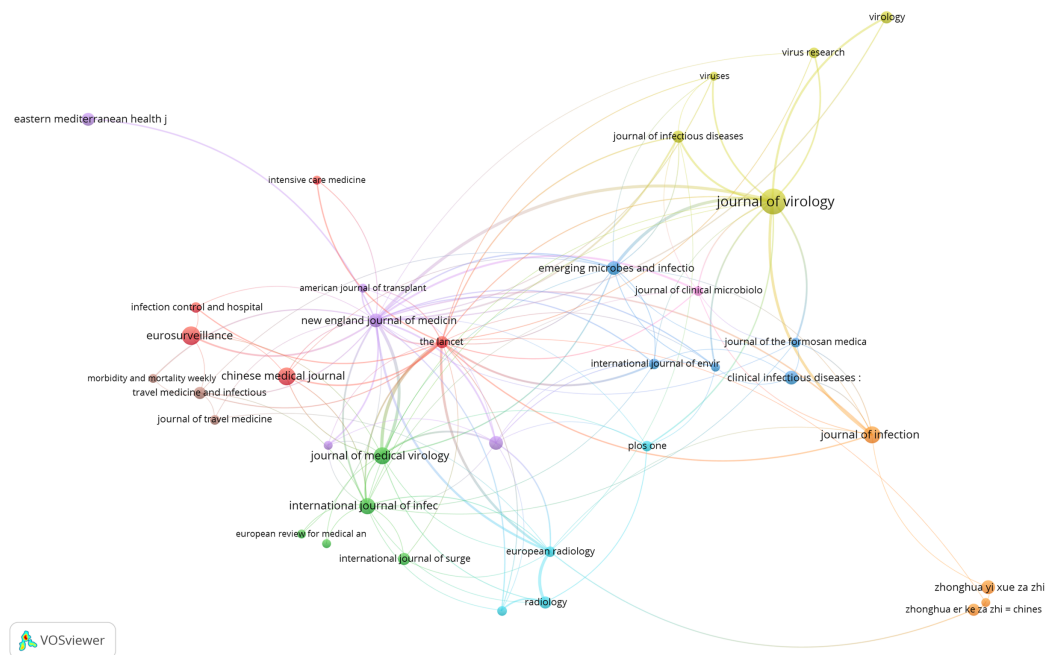 virology
virus research
viruses
eastern mediterranean health j
journal of infectious diseases
intensive care medicine
journal of virology
emerging microbes and infectio
american journal of transplant
journal of clinical microbiolo
infection control and hospital
new england journal of medicin
eurosurveillance
the lancet
journal of the formosan medica
international journal of envir
chinese medical journal
morbidity and mortality weekly
clinical infectious diseases :
travel medicine and infectious
journal of travel medicine
journal of infection
plos one
journal of medical virology
international journal of infec
european review for medical an
european radiology
international journal of surge
zhonghua yi xue za zhi
radiology
zhonghua er ke za zhi = chines
VOSviewer